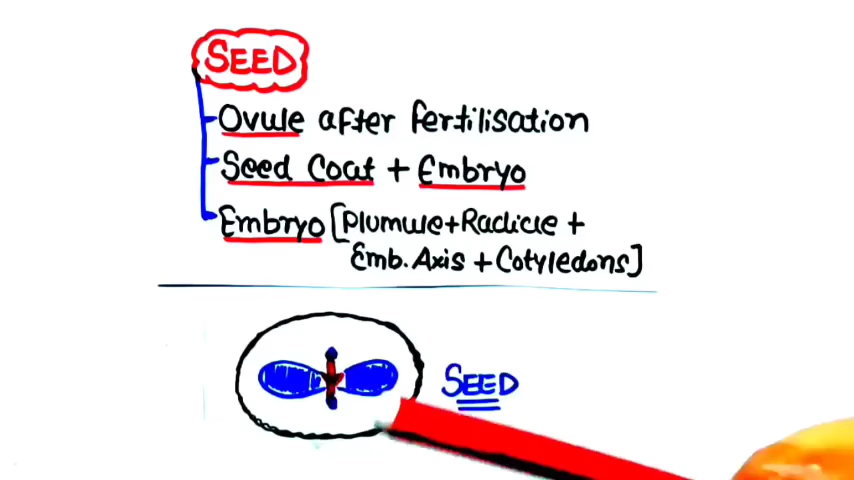 SEED
Ovule after fertilisation
Seed Coat + Embryo
Embryo [Plumule+Radicle +
Emb. Axis + Cotyledons]
SEED